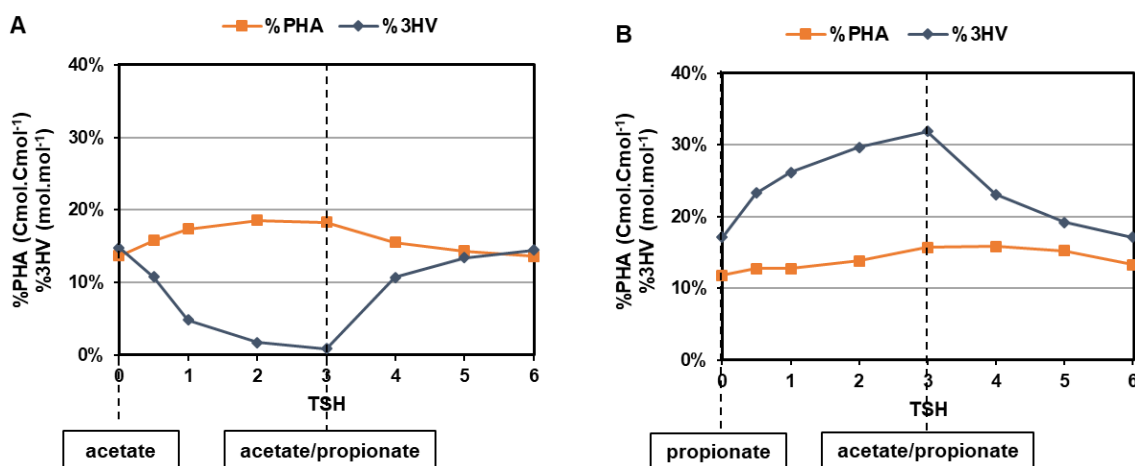 A
%PHA %3HV
%PHA (Cmol.Cmol-1)
%3HV (mol.mol-1)
40%
30%
20%
10%
0%
0 1 2 3 4 5 6
TSH
acetate acetate/propionate
B
%PHA %3HV
%PHA (Cmol.Cmol-1)
%3HV (mol.mol-1)
40%
30%
20%
10%
0%
0 1 2 3 4 5 6
TSH
propionate acetate/propionate